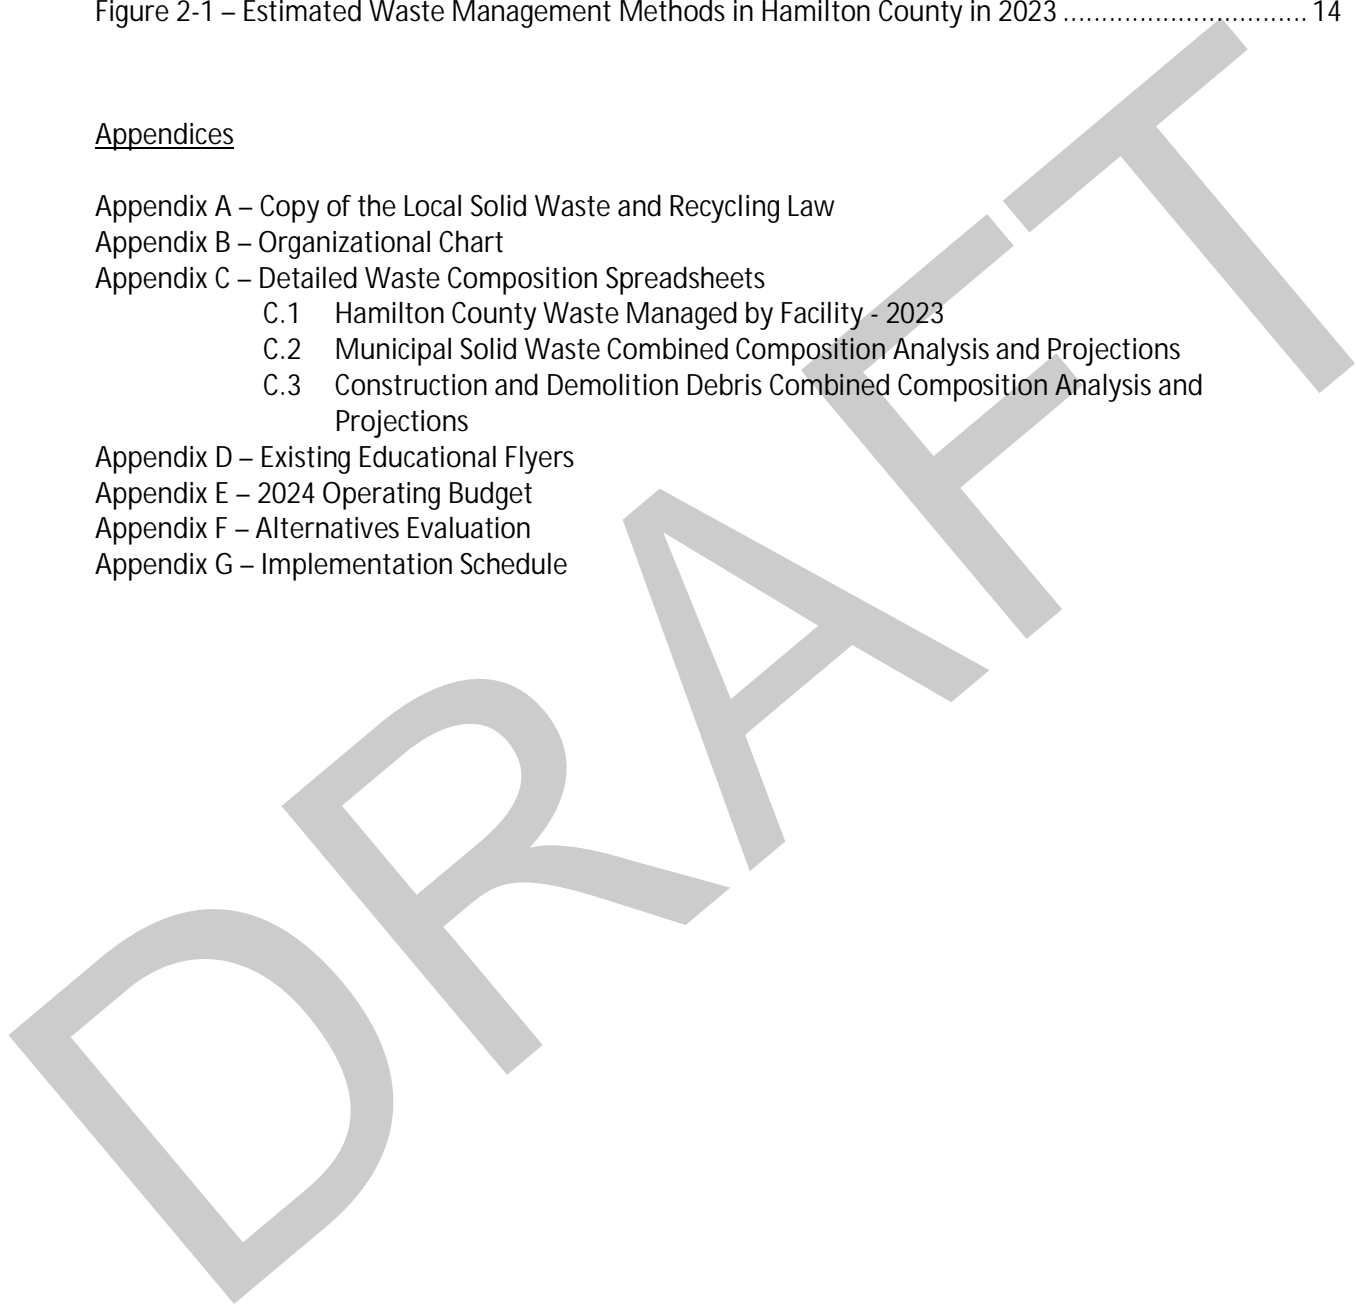 Figure 2-1 – Estimated Waste Management Methods in Hamilton County in 2023 ................................ 14
Appendices
Appendix A – Copy of the Local Solid Waste and Recycling Law
Appendix B – Organizational Chart
Appendix C – Detailed Waste Composition Spreadsheets
C.1 Hamilton County Waste Managed by Facility - 2023
C.2 Municipal Solid Waste Combined Composition Analysis and Projections
C.3 Construction and Demolition Debris Combined Composition Analysis and
Projections
Appendix D – Existing Educational Flyers
Appendix E – 2024 Operating Budget
Appendix F – Alternatives Evaluation
Appendix G – Implementation Schedule
DRAFT